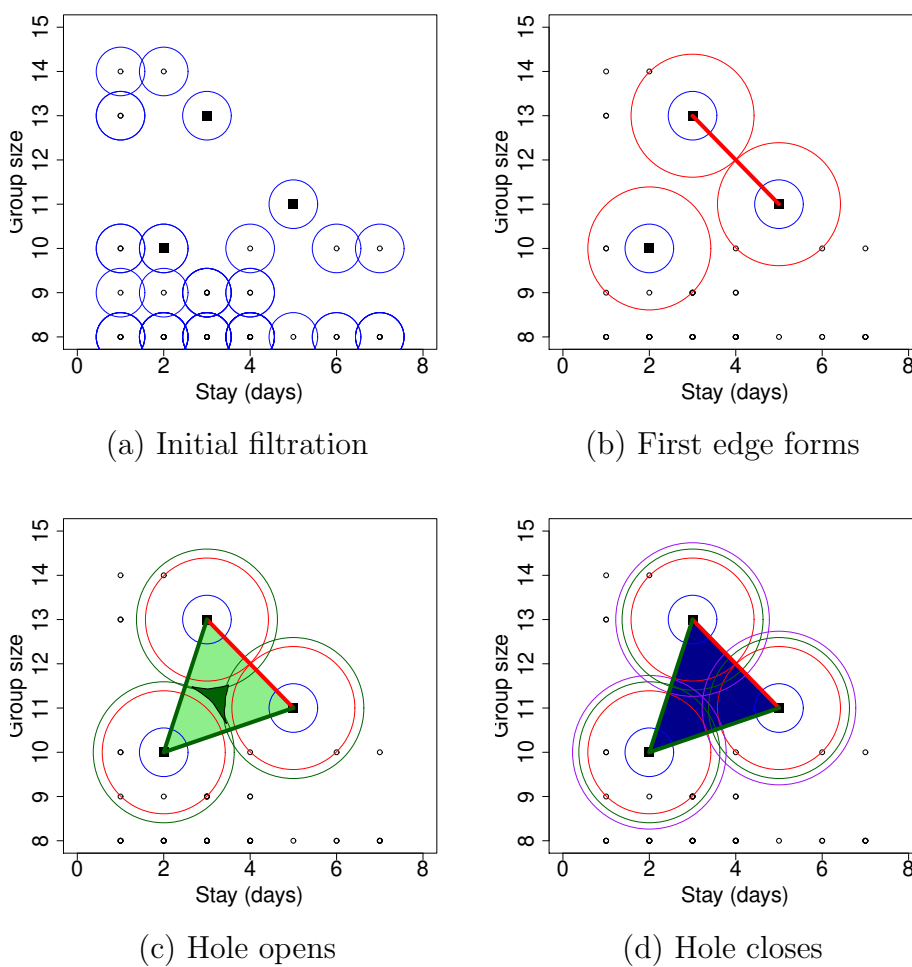 15
14
13
12
11
10
9
8
Group size
0 2 4 6 8
Stay (days)
(a) Initial filtration
15
14
13
12
11
10
9
8
Group size
0 2 4 6 8
Stay (days)
(b) First edge forms
15
14
13
12
11
10
9
8
Group size
0 2 4 6 8
Stay (days)
(c) Hole opens
15
14
13
12
11
10
9
8
Group size
0 2 4 6 8
Stay (days)
(d) Hole closes